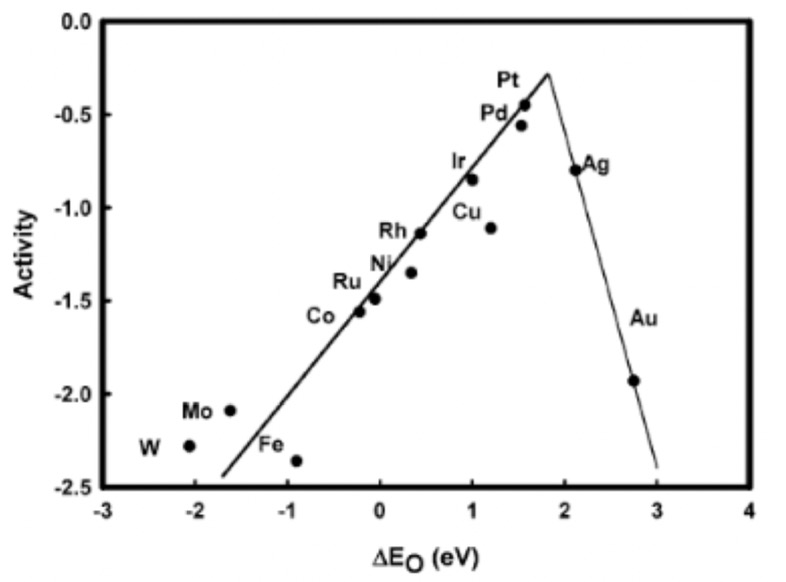 0.0
-0.5
-1.0
-1.5
-2.0
-2.5
Activity
Pt
Pd
Ir
Ag
Cu
Rh
Ni
Ru
Co
Au
Mo
W
Fe
-3 -2 -1 0 1 2 3 4
ΔEO (eV)